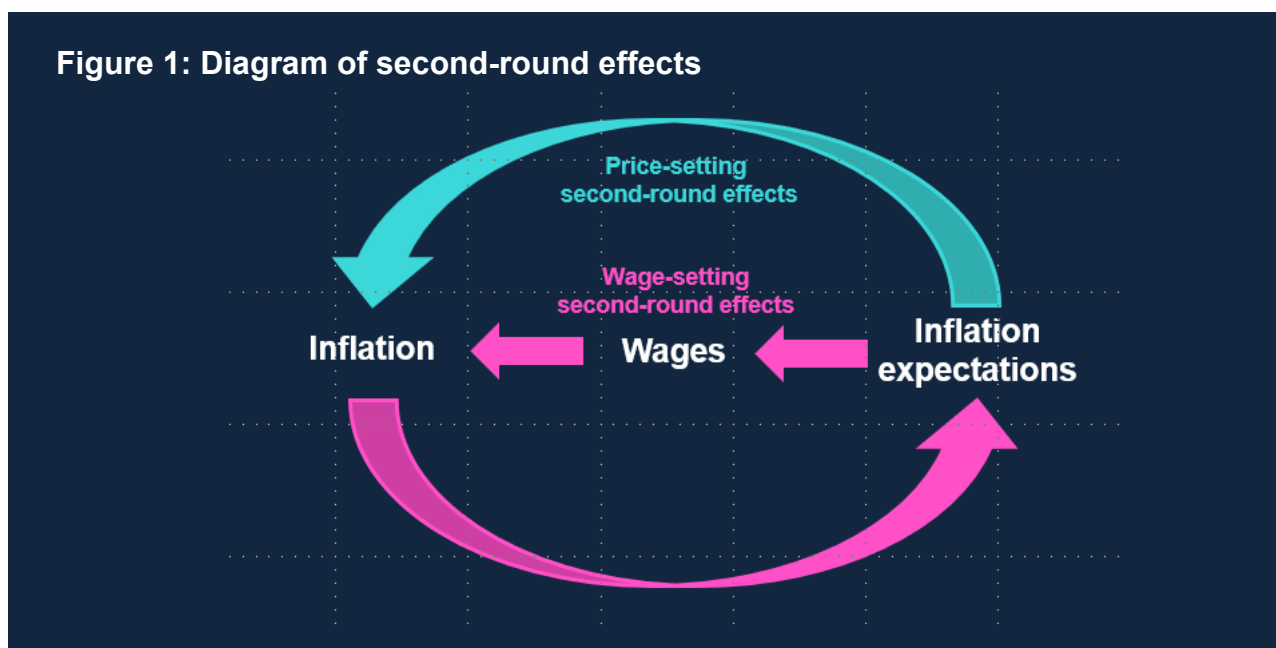 Figure 1: Diagram of second-round effects
Price-setting
second-round effects
Wage-setting
second-round effects
Inflation
Wages
Inflation
expectations